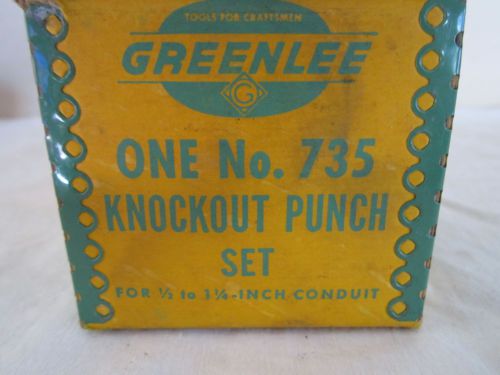 TOOLS FOR CRAFTSMEN
GREENLEE
G
ONE No. 735
KNOCKOUT PUNCH
SET
FOR ½ to 1¼-INCH CONDUIT